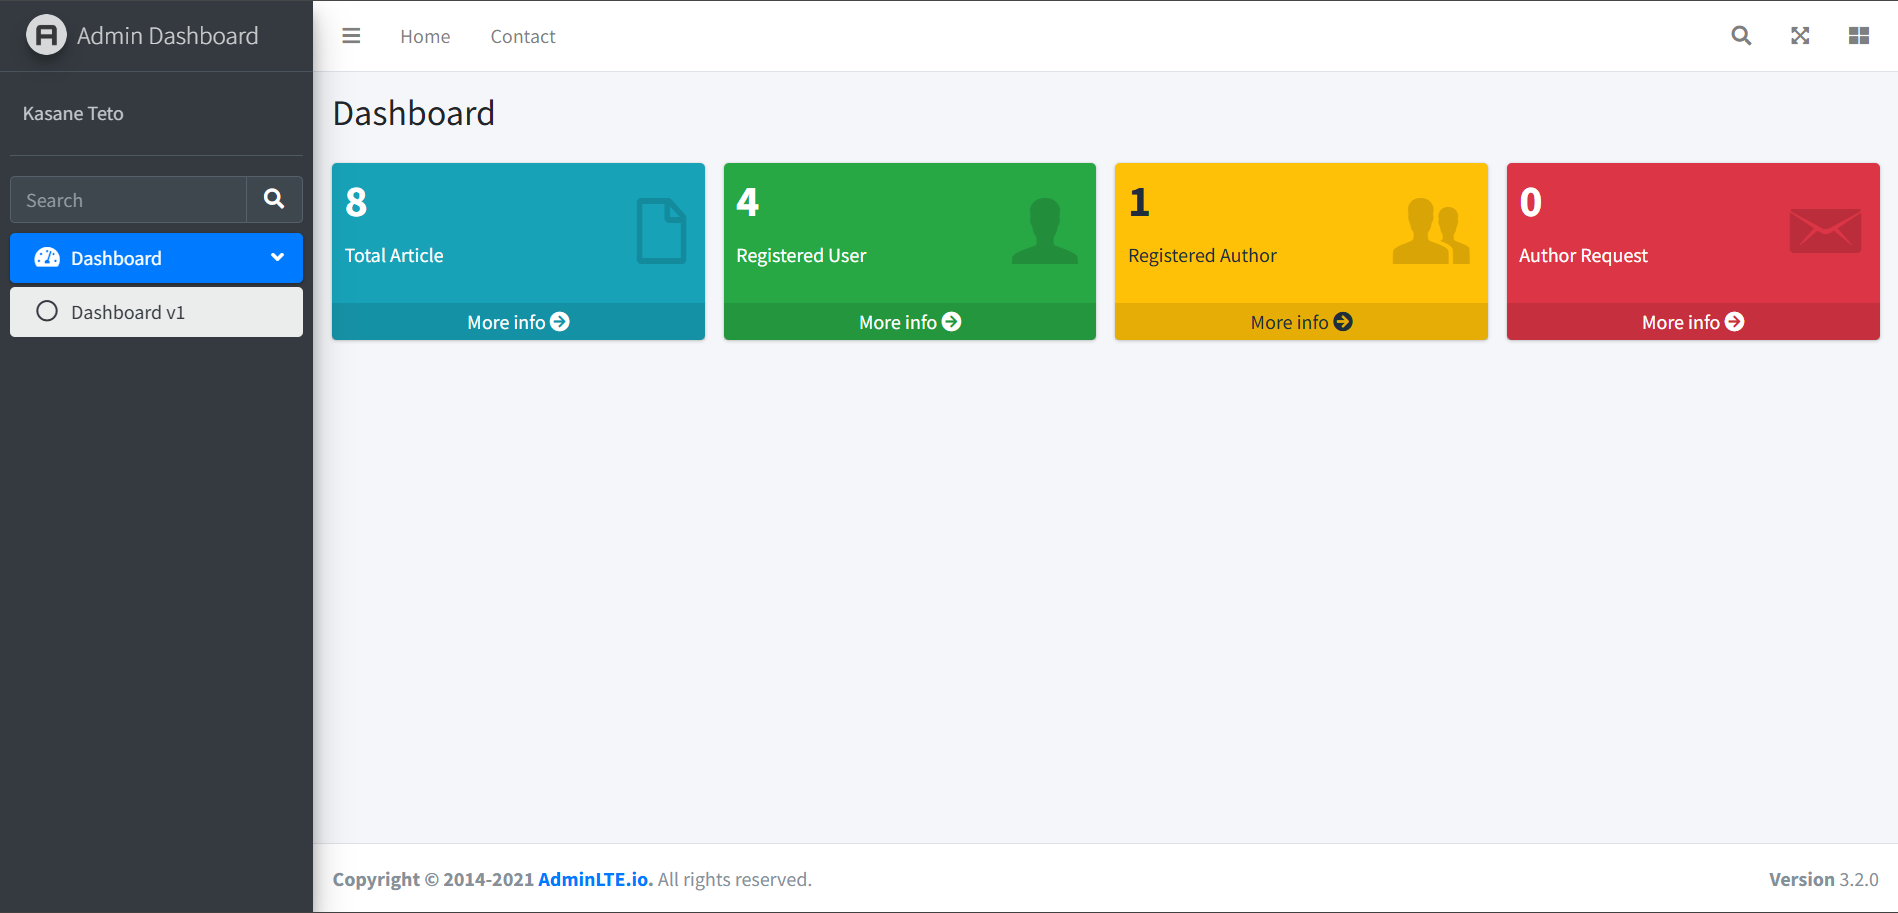 Admin Dashboard
Home
Contact
Kasane Teto
Search
Dashboard
Dashboard v1
Dashboard
8
Total Article
More info
4
Registered User
More info
1
Registered Author
More info
0
Author Request
More info
Copyright © 2014-2021 AdminLTE.io. All rights reserved.
Version 3.2.0